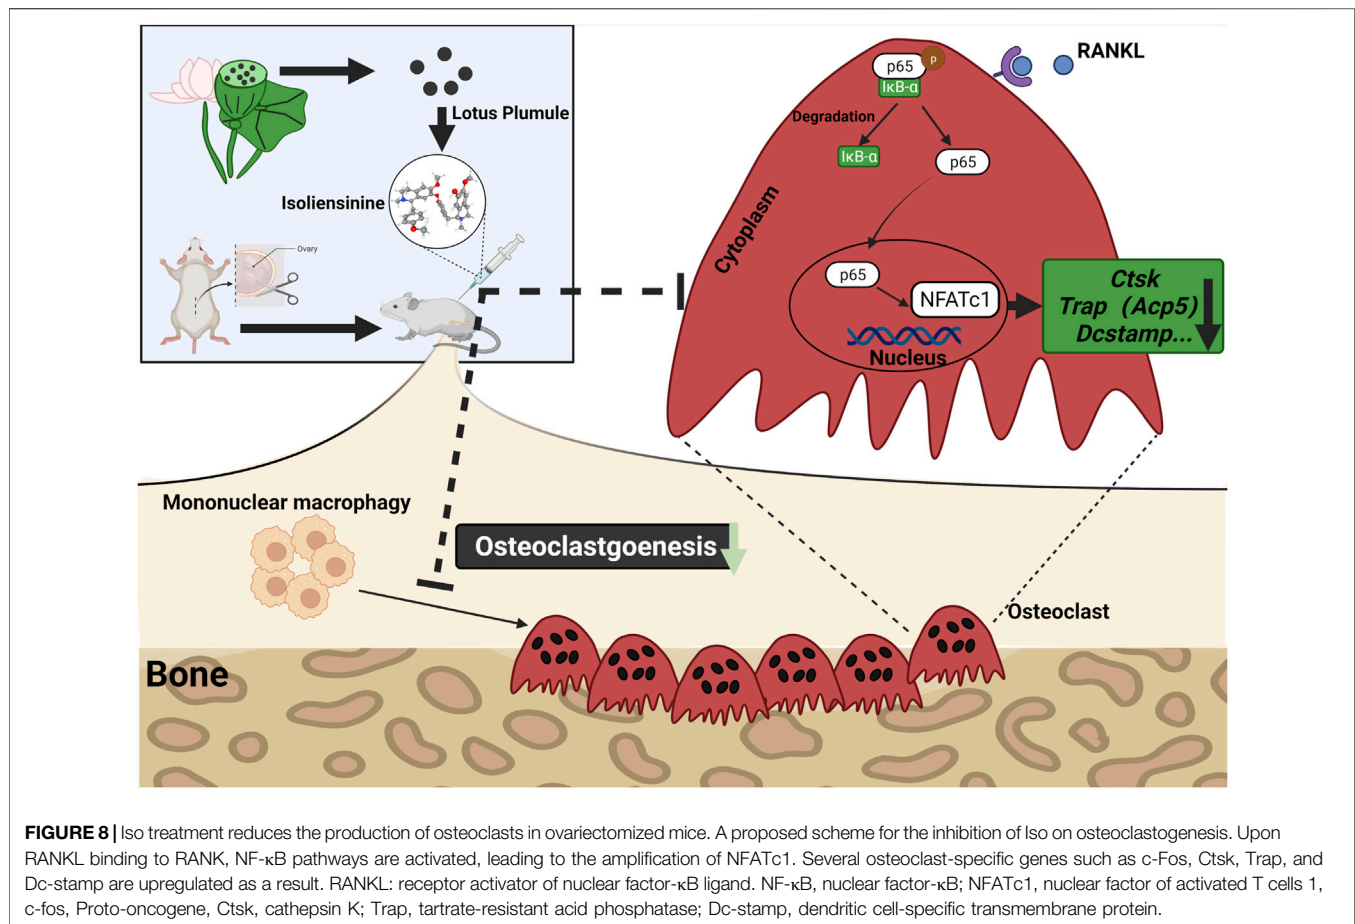 Lotus Plumule
Isoliensinine
Ovary
RANKL
p65
p
IκB-α
Degradation
IκB-α
p65
Cytoplasm
p65
NFATc1
Nucleus
Ctsk
Trap (Acp5)
Dcstamp...
Mononuclear macrophagy
Osteoclastgoenesis
Osteoclast
Bone
FIGURE 8 | Iso treatment reduces the production of osteoclasts in ovariectomized mice. A proposed scheme for the inhibition of Iso on osteoclastogenesis. Upon
RANKL binding to RANK, NF-κB pathways are activated, leading to the amplification of NFATc1. Several osteoclast-specific genes such as c-Fos, Ctsk, Trap, and
Dc-stamp are upregulated as a result. RANKL: receptor activator of nuclear factor-κB ligand. NF-κB, nuclear factor-κB; NFATc1, nuclear factor of activated T cells 1,
c-fos, Proto-oncogene, Ctsk, cathepsin K; Trap, tartrate-resistant acid phosphatase; Dc-stamp, dendritic cell-specific transmembrane protein.